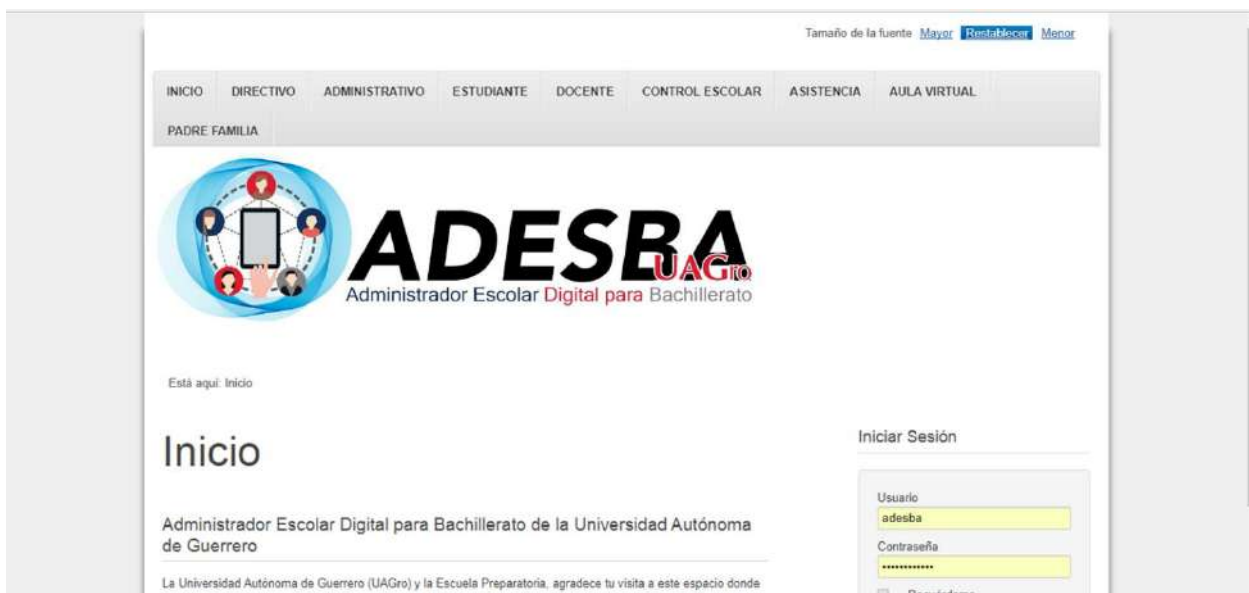 Tamaño de la fuente Mayor Restablecer Menor
INICIO DIRECTIVO ADMINISTRATIVO ESTUDIANTE DOCENTE CONTROL ESCOLAR ASISTENCIA AULA VIRTUAL
PADRE FAMILIA
ADESBA
UAGro
Administrador Escolar Digital para Bachillerato
Está aquí: Inicio
Inicio
Administrador Escolar Digital para Bachillerato de la Universidad Autónoma
de Guerrero
La Universidad Autónoma de Guerrero (UAGro) y la Escuela Preparatoria, agradece tu visita a este espacio donde
Iniciar Sesión
Usuario
adesba
Contraseña
••••••••••••